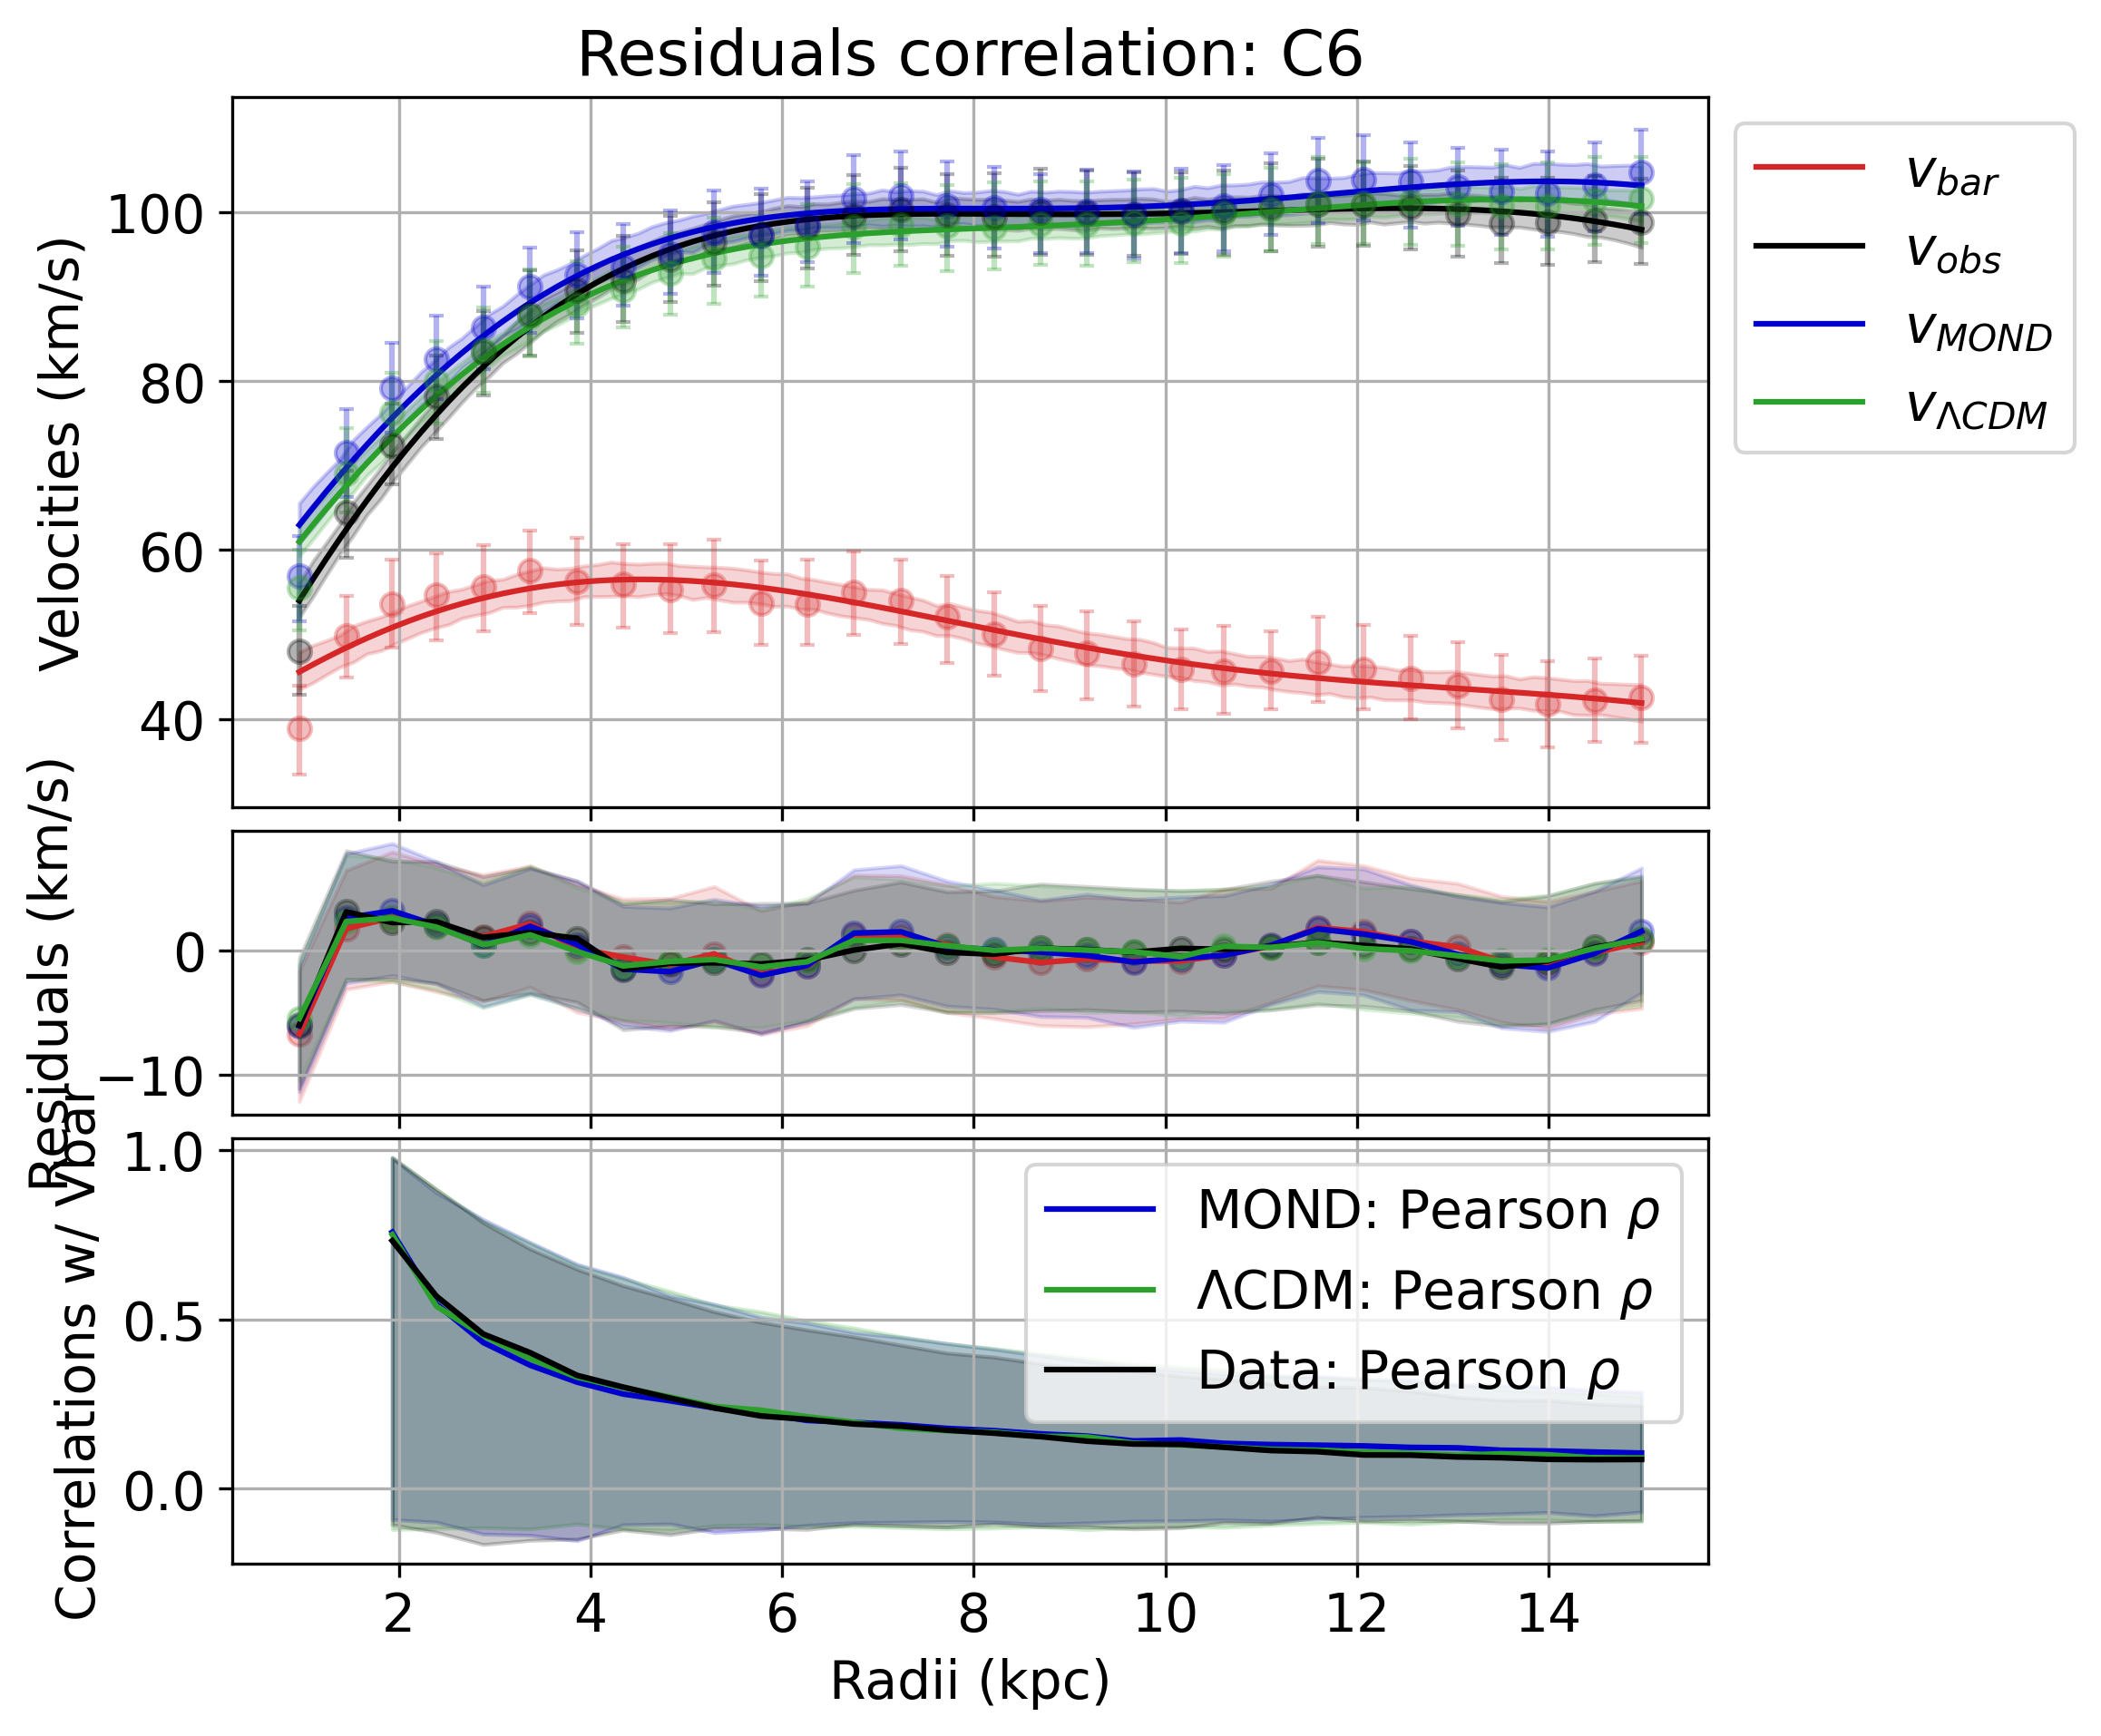 Residuals correlation: C6
Velocities (km/s)
100
80
60
40
v_bar
v_obs
v_MOND
v_ΛCDM
Residuals (km/s)
0
−10
Correlations w/ Vbar
1.0
0.5
0.0
MOND: Pearson ρ
ΛCDM: Pearson ρ
Data: Pearson ρ
2 4 6 8 10 12 14
Radii (kpc)